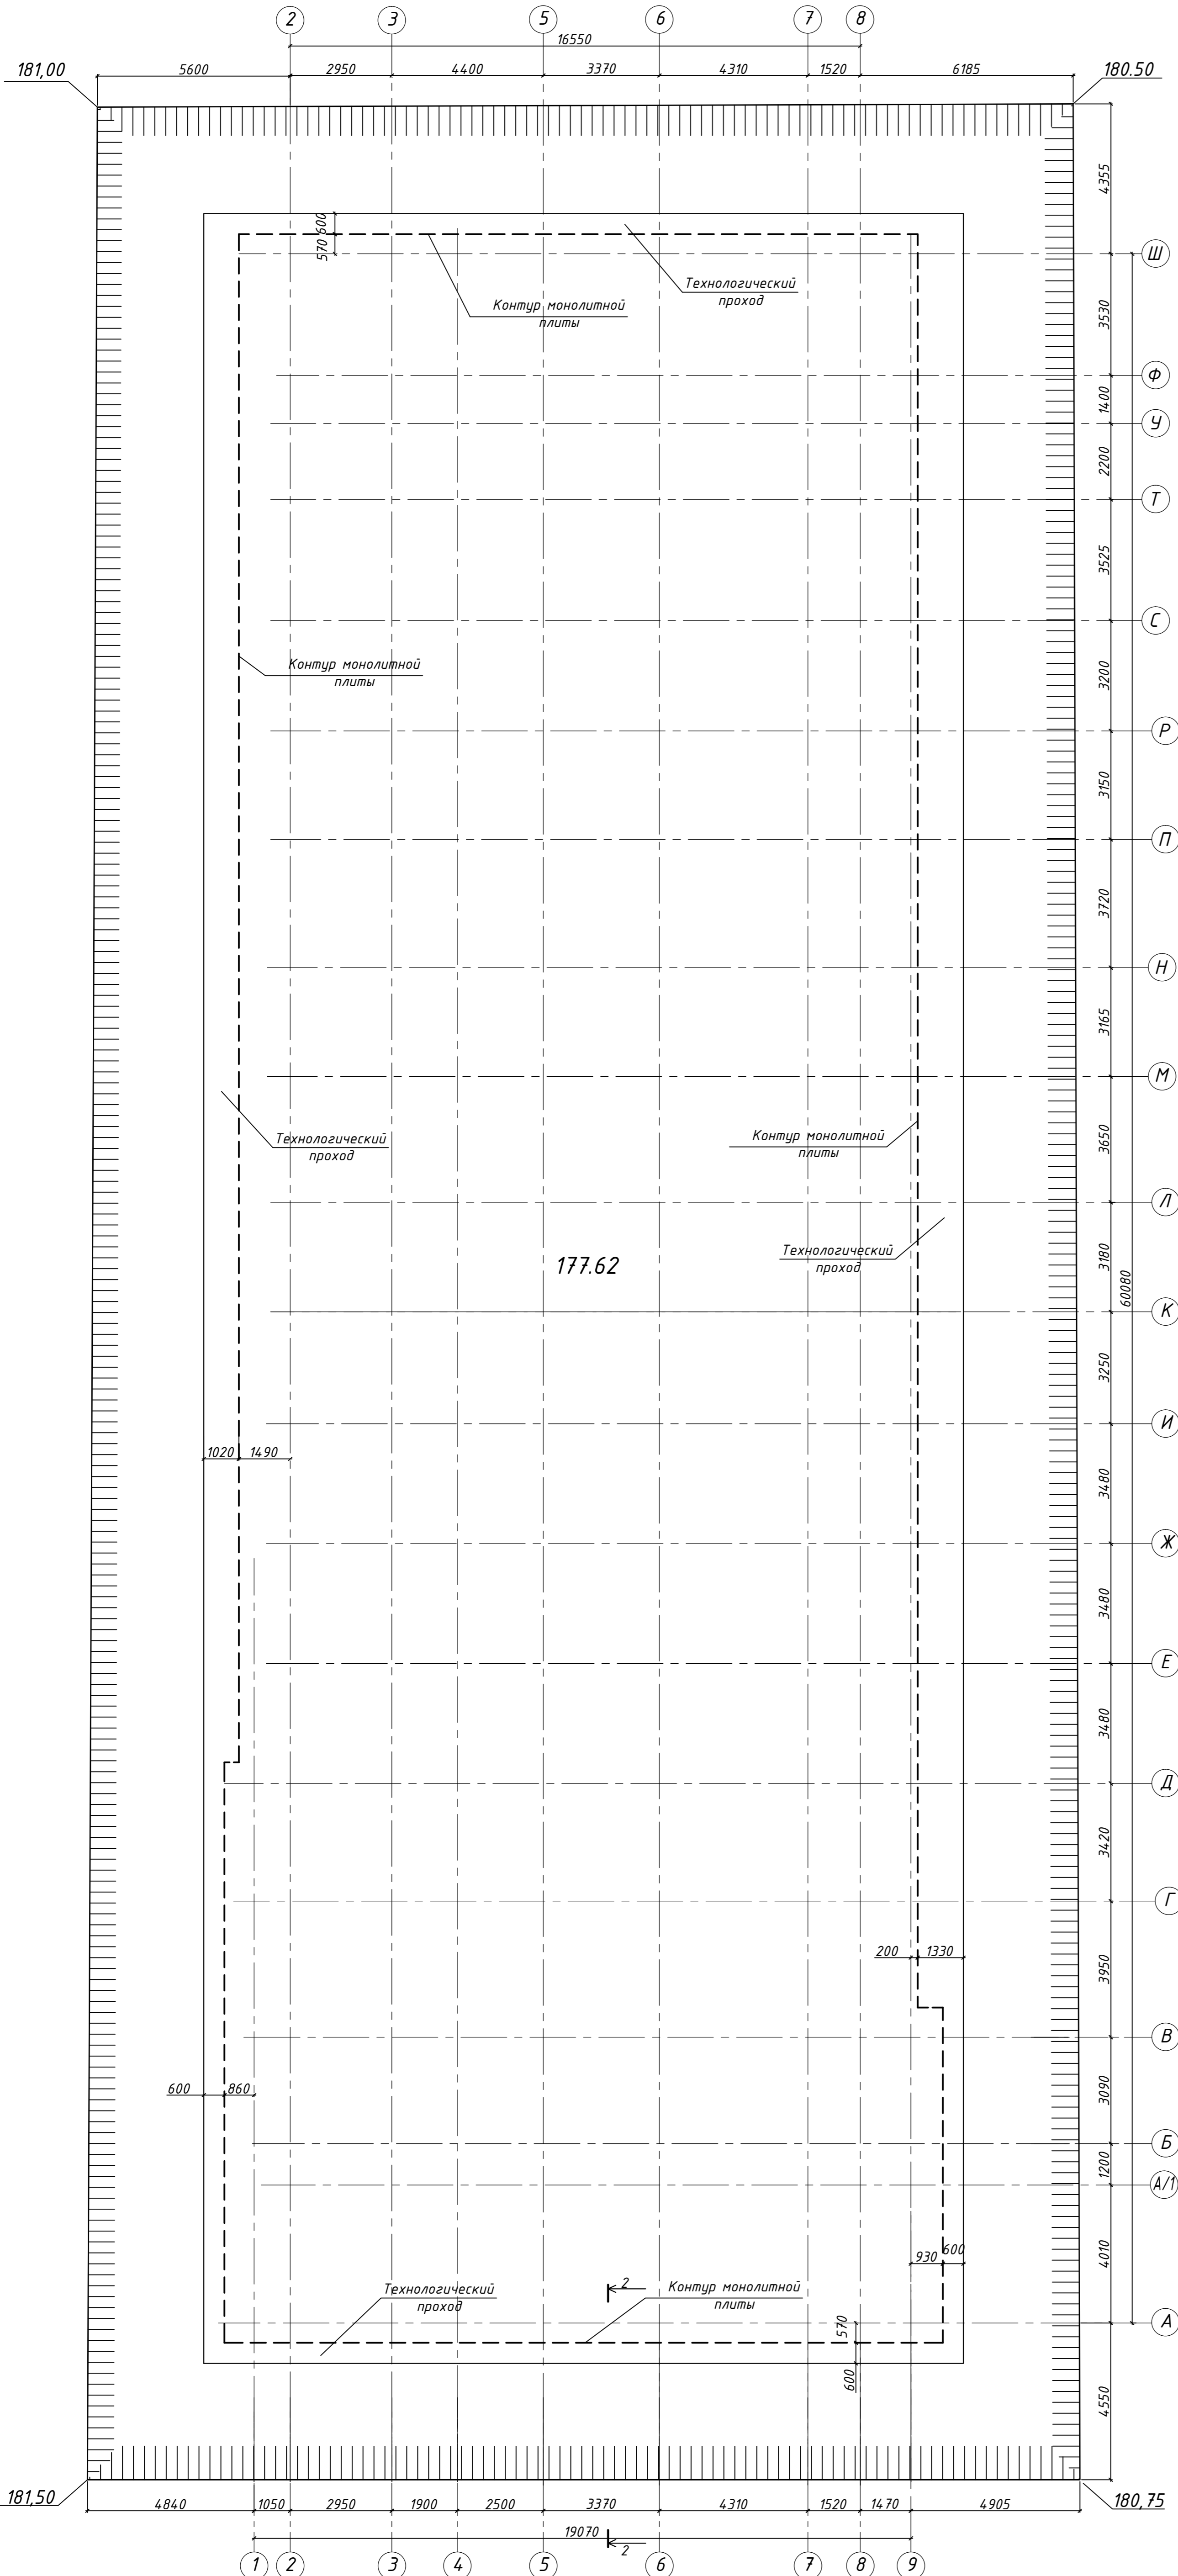 2 3 5 6 7 8
16550
181,00 5600 2950 4400 3370 4310 1520 6185 180.50
4355
600
570
Ш
Технологический
проход
Контур монолитной
плиты
3530
Ф
1400
У
2200
Т
3525
С
Контур монолитной
плиты
3200
Р
3150
П
3720
Н
3165
М
Технологический
проход
Контур монолитной
плиты
3650
Л
Технологический
проход
177.62
3180
60080
К
3250
И
1020 1490
3480
Ж
3480
Е
3480
Д
3420
Г
200 1330
3950
В
600 860
3090
Б
1200
А/1
4010
930 600
Технологический
проход
2
Контур монолитной
плиты
570
А
600
4550
181,50 4840 1050 2950 1900 2500 3370 4310 1520 1470 4905 180,75
19070
2
1 2 3 4 5 6 7 8 9